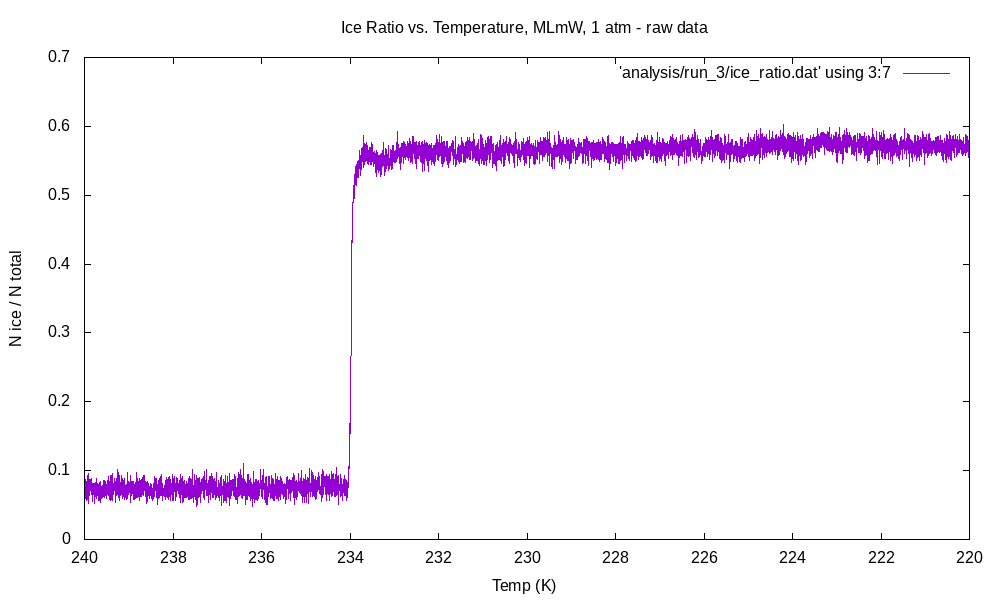 Ice Ratio vs. Temperature, MLmW, 1 atm - raw data
'analysis/run_3/ice_ratio.dat' using 3:7
0.7
0.6
0.5
0.4
0.3
0.2
0.1
0
N ice / N total
240 238 236 234 232 230 228 226 224 222 220
Temp (K)